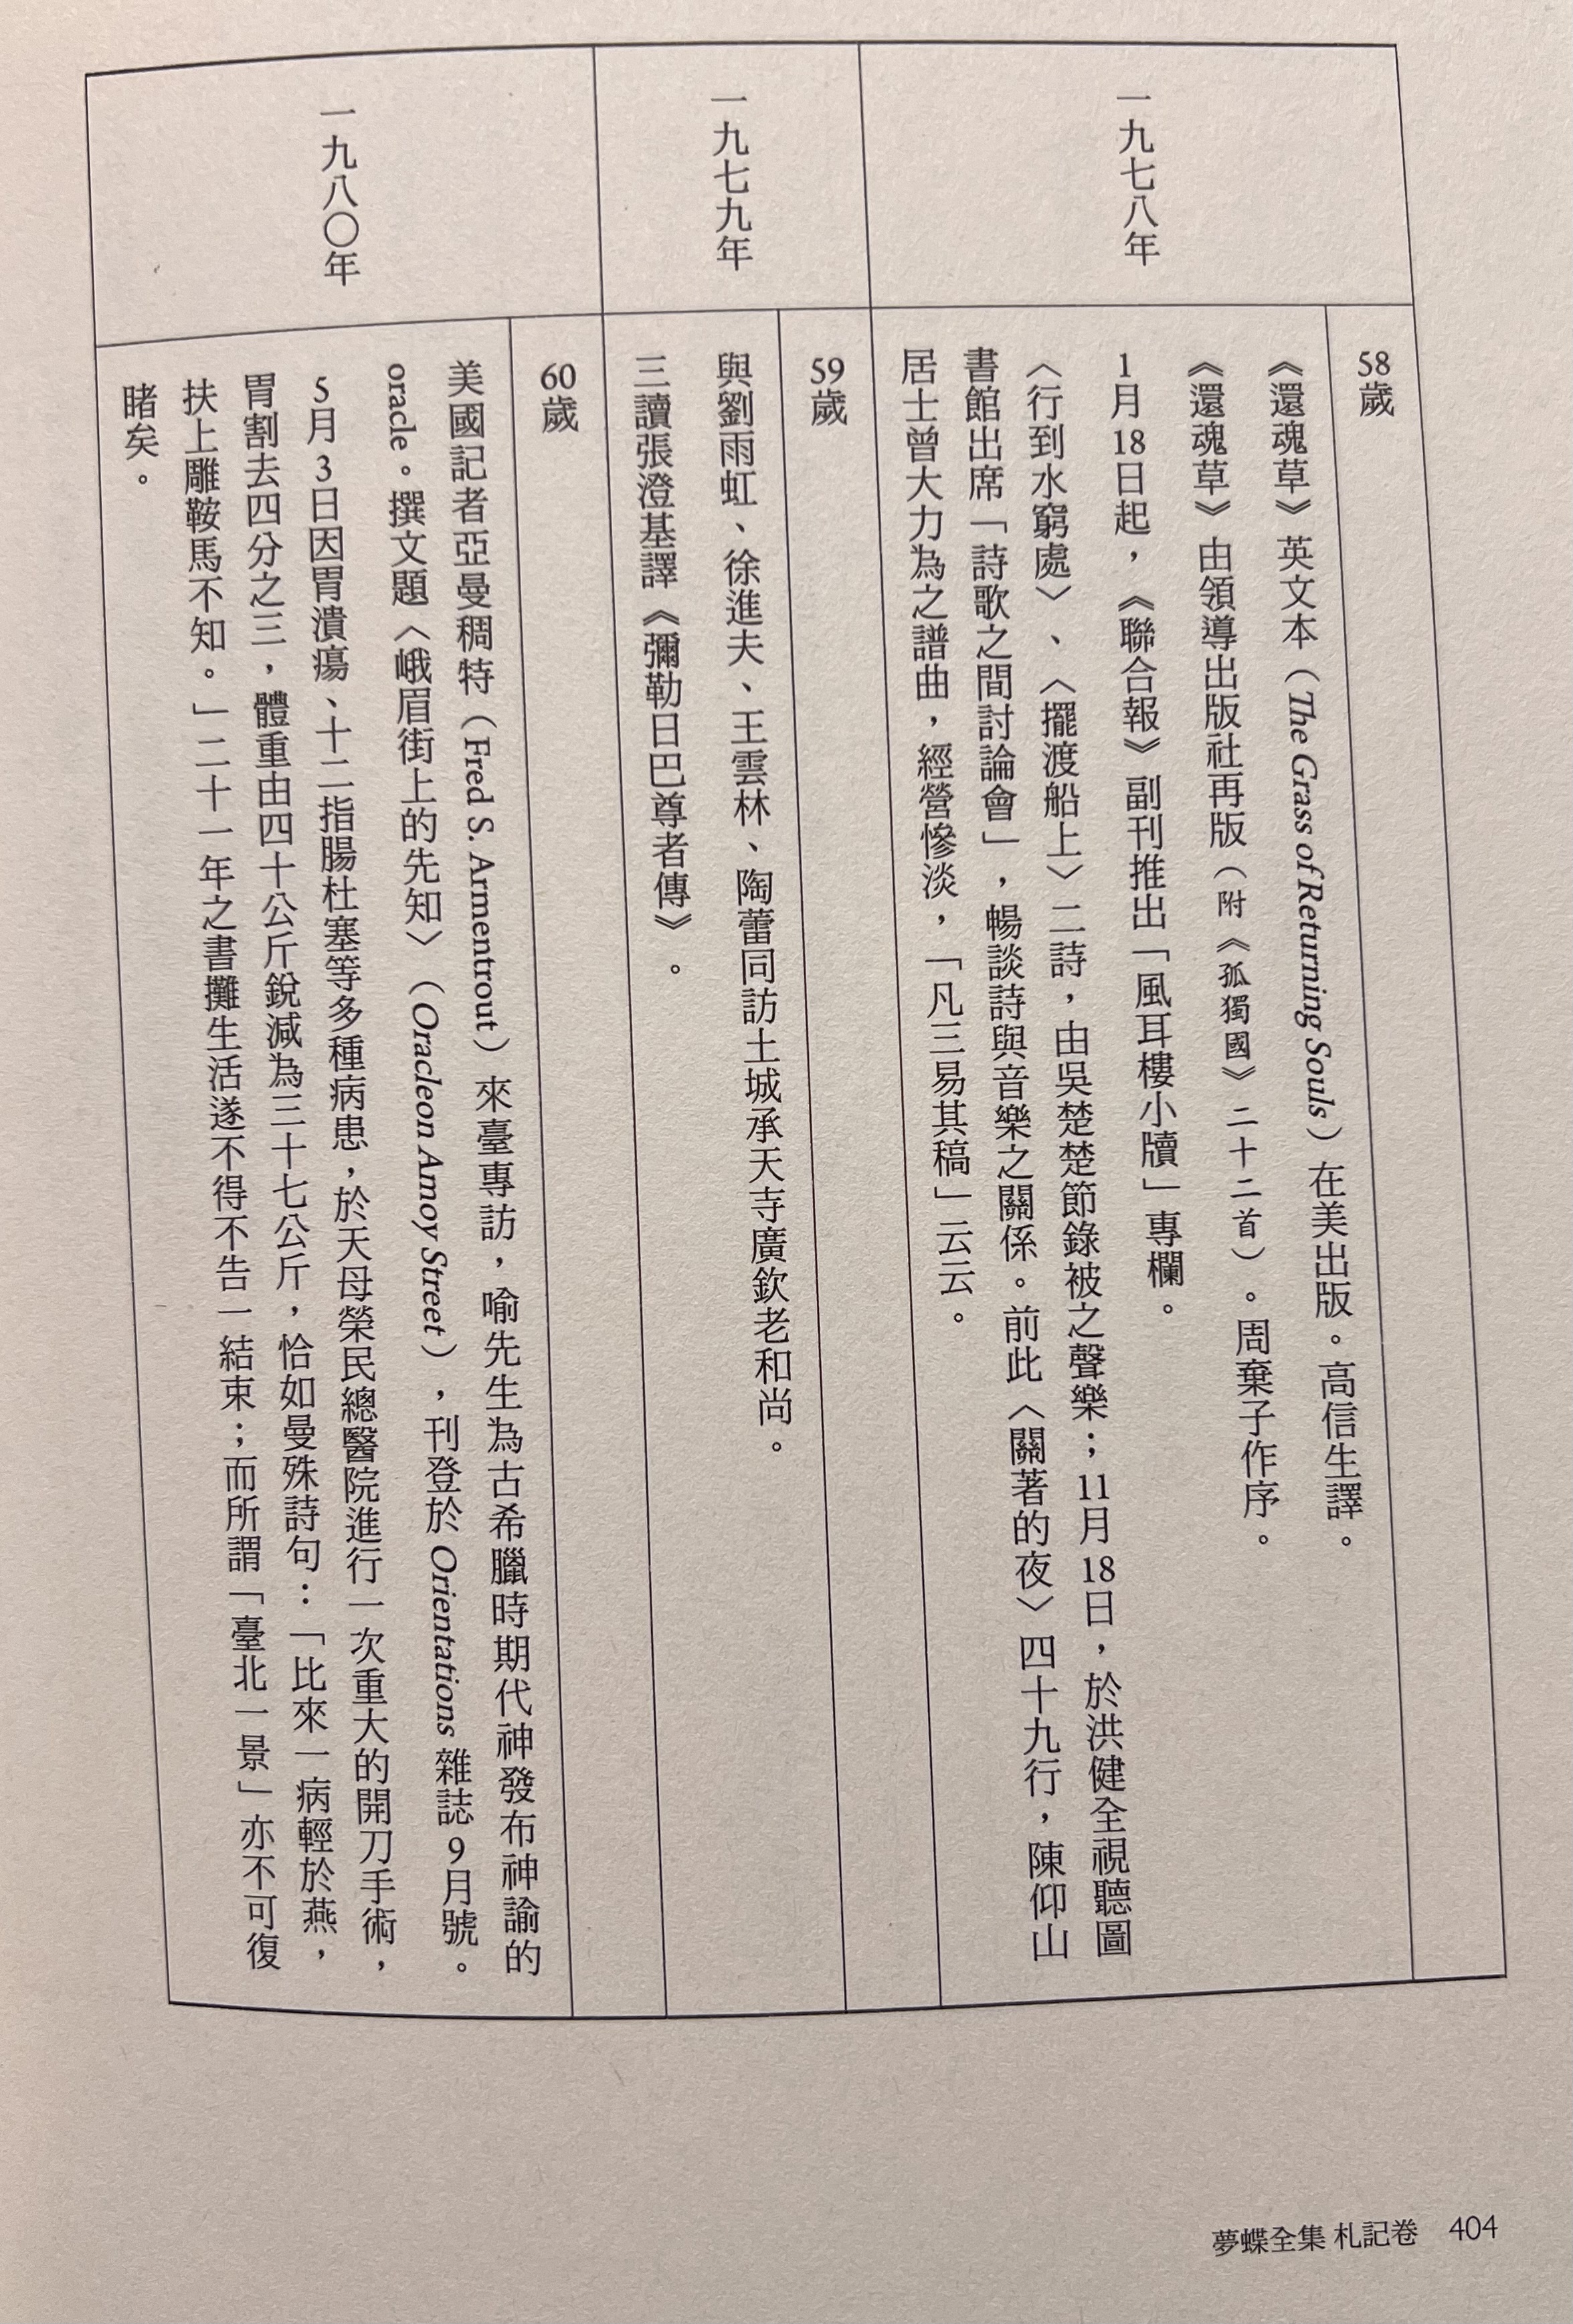 一九七八年
58歲
《還魂草》英文本（The Grass of Returning Souls）在美出版。高信生譯。
《還魂草》由領導出版社再版（附《孤獨國》二十二首）。周棄子作序。
1月18日起，《聯合報》副刊推出「風耳樓小牘」專欄。
〈行到水窮處〉、〈擺渡船上〉二詩，由吳楚楚節錄被之聲樂；11月18日，於洪健全視聽圖
書館出席「詩歌之間討論會」，暢談詩與音樂之關係。前此〈關著的夜〉四十九行，陳仰山
居士曾大力為之譜曲，經營慘淡，「凡三易其稿」云云。
一九七九年
59歲
與劉雨虹、徐進夫、王雲林、陶蕾同訪土城承天寺廣欽老和尚。
三讀張澄基譯《彌勒日巴尊者傳》。
一九八〇年
60歲
美國記者亞曼稠特（Fred S. Armentrout）來臺專訪，喻先生為古希臘時期代神發布神諭的
oracle。撰文題〈峨眉街上的先知〉（Oracleon Amoy Street），刊登於 Orientations 雜誌 9月號。
5月3日因胃潰瘍、十二指腸杜塞等多種病患，於天母榮民總醫院進行一次重大的開刀手術，
胃割去四分之三，體重由四十公斤銳減為三十七公斤，恰如曼殊詩句：「比來一病輕於燕，
扶上雕鞍馬不知。」二十一年之書攤生活遂不得不告一結束；而所謂「臺北一景」亦不可復
睹矣。
夢蝶全集 札記卷 404